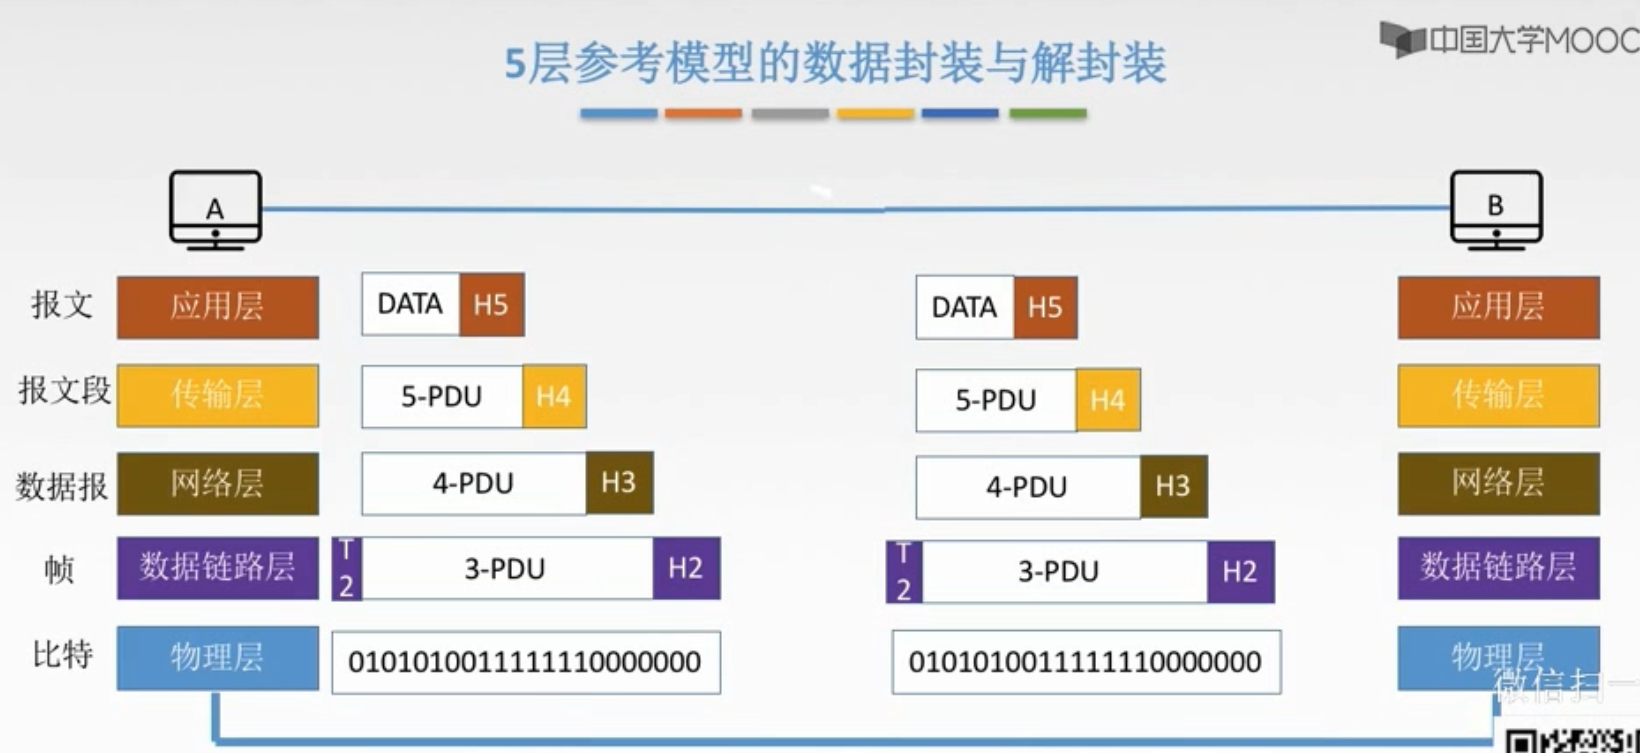 中国大学MOOC
5层参考模型的数据封装与解封装
A
B
报文 应用层 DATA H5 DATA H5 应用层
报文段 传输层 5-PDU H4 5-PDU H4 传输层
数据报 网络层 4-PDU H3 4-PDU H3 网络层
帧 数据链路层 T2 3-PDU H2 T2 3-PDU H2 数据链路层
比特 物理层 0101010011111110000000 0101010011111110000000 物理层
微信扫一